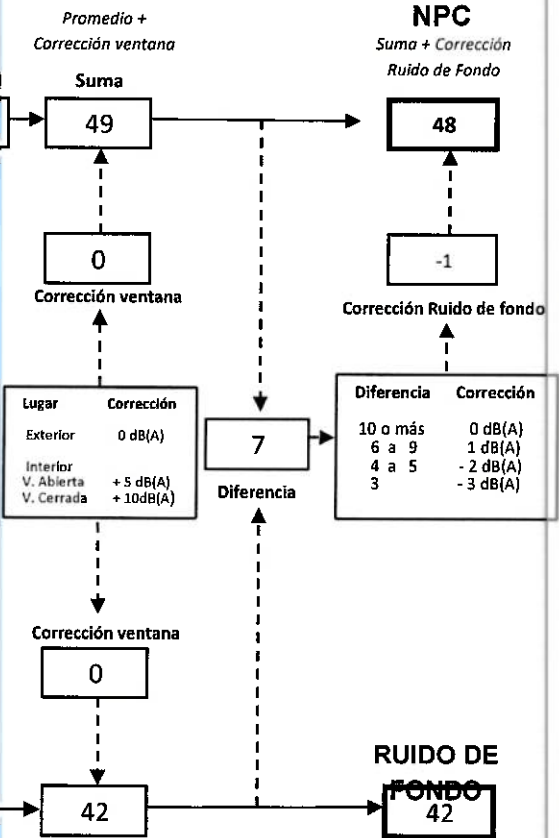 Promedio +
Corrección ventana
Suma
49
NPC
Suma + Corrección
Ruido de Fondo
48
0
Corrección ventana
-1
Corrección Ruido de fondo
Lugar Corrección
Exterior 0 dB(A)
Interior
V. Abierta + 5 dB(A)
V. Cerrada + 10dB(A)
7
Diferencia
Diferencia Corrección
10 o más 0 dB(A)
6 a 9 1 dB(A)
4 a 5 - 2 dB(A)
3 - 3 dB(A)
Corrección ventana
0
42
RUIDO DE
FONDO
42